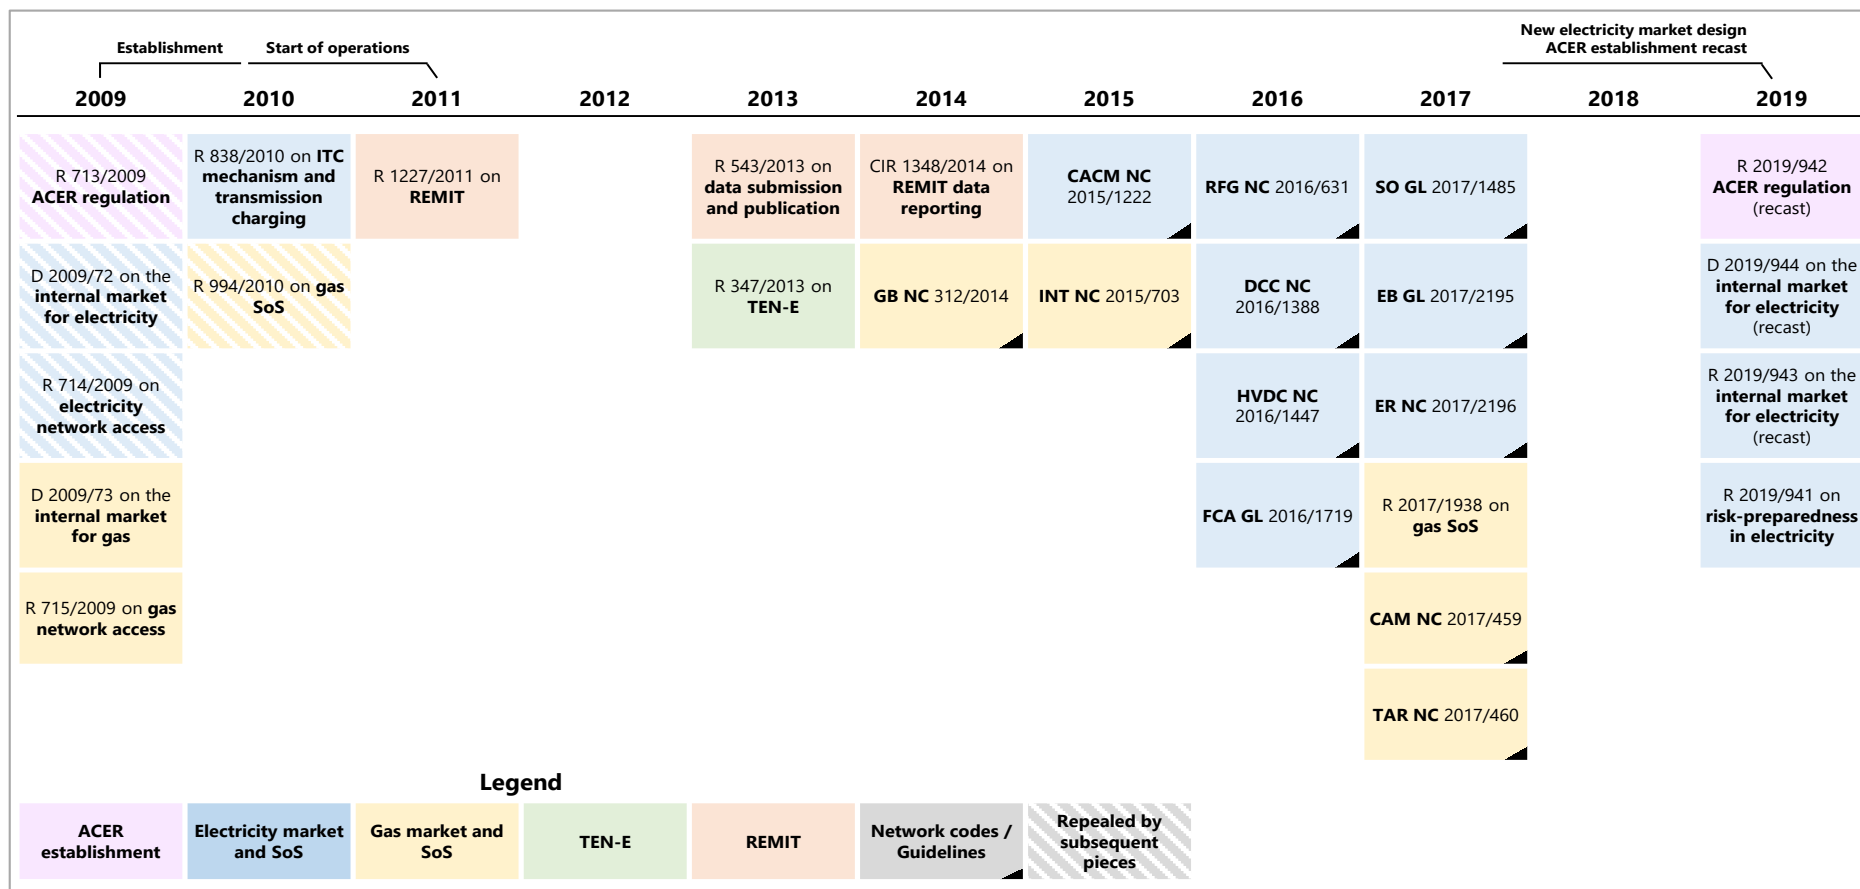 Establishment
Start of operations
New electricity market design
ACER establishment recast
2009
2010
2011
2012
2013
2014
2015
2016
2017
2018
2019
R 713/2009
ACER regulation
D 2009/72 on the
internal market
for electricity
R 714/2009 on
electricity
network access
D 2009/73 on the
internal market
for gas
R 715/2009 on gas
network access
R 838/2010 on ITC
mechanism and
transmission
charging
R 994/2010 on gas
SoS
R 1227/2011 on
REMIT
R 543/2013 on
data submission
and publication
R 347/2013 on
TEN-E
CIR 1348/2014 on
REMIT data
reporting
GB NC 312/2014
CACM NC
2015/1222
INT NC 2015/703
RFG NC 2016/631
DCC NC
2016/1388
HVDC NC
2016/1447
FCA GL 2016/1719
SO GL 2017/1485
EB GL 2017/2195
ER NC 2017/2196
R 2017/1938 on
gas SoS
CAM NC 2017/459
TAR NC 2017/460
R 2019/942
ACER regulation
(recast)
D 2019/944 on the
internal market
for electricity
(recast)
R 2019/943 on the
internal market
for electricity
(recast)
R 2019/941 on
risk-preparedness
in electricity
Legend
ACER
establishment
Electricity market
and SoS
Gas market and
SoS
TEN-E
REMIT
Network codes /
Guidelines
Repealed by
subsequent
pieces